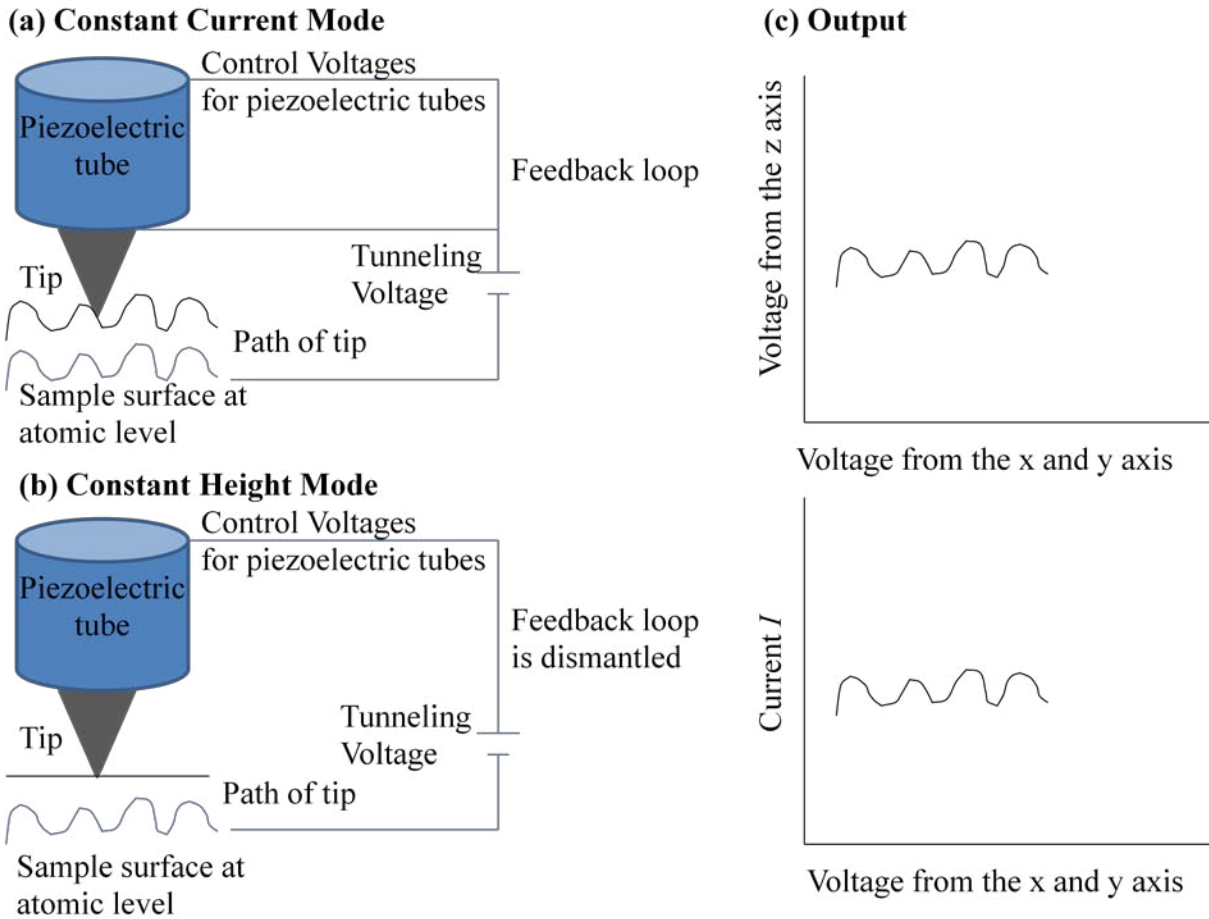 (a) Constant Current Mode
Control Voltages
for piezoelectric tubes
Piezoelectric
tube
Feedback loop
Tunneling
Voltage
Tip
Path of tip
Sample surface at
atomic level
(b) Constant Height Mode
Control Voltages
for piezoelectric tubes
Piezoelectric
tube
Feedback loop
is dismantled
Tunneling
Voltage
Tip
Path of tip
Sample surface at
atomic level
(c) Output
Voltage from the z axis
Voltage from the x and y axis
Current I
Voltage from the x and y axis